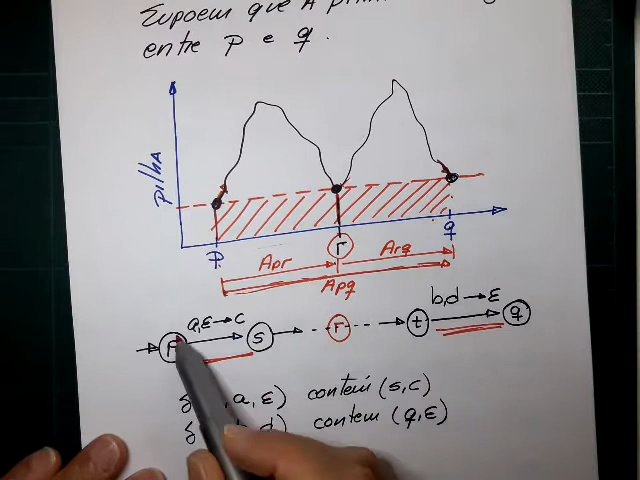 Supoem que A
entre p e q.
pilha
p
r
q
Apr
Arq
Apq
a,ε→c
b,d→ε
p
s
r
t
q
δ ,a,ε) contém (s,c)
δ b,d) contém (q,ε)